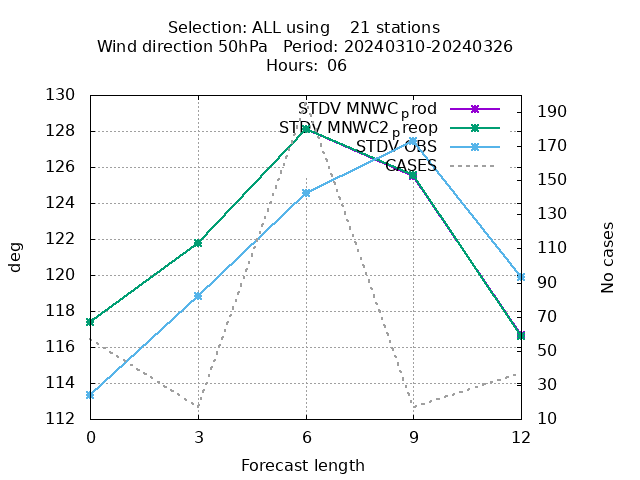 Selection: ALL using 21 stations
Wind direction 50hPa Period: 20240310-20240326
Hours: 06
STDV MNWC_prod
STDV MNWC2_preop
STDV OBS
CASES
130
128
126
124
122
120
118
116
114
112
190
170
150
130
110
90
70
50
30
10
deg
No cases
0 3 6 9 12
Forecast length